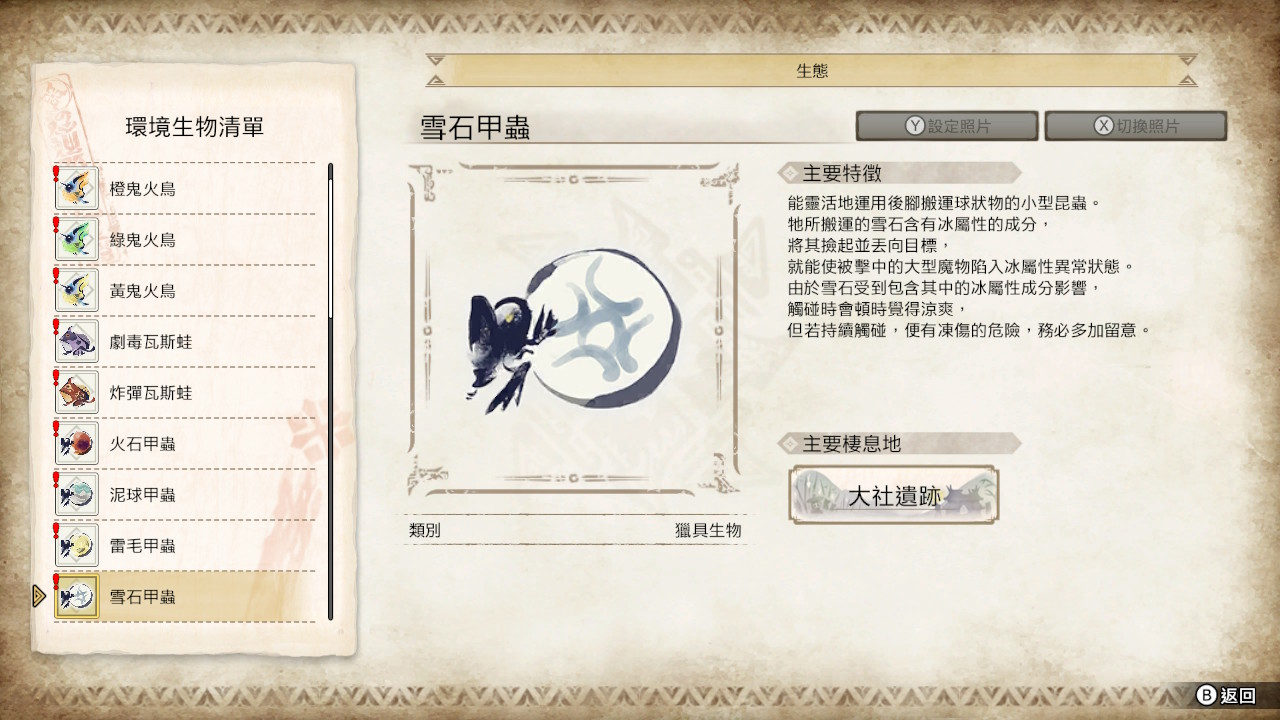 生態
環境生物清單
橙鬼火鳥
綠鬼火鳥
黃鬼火鳥
劇毒瓦斯蛙
炸彈瓦斯蛙
火石甲蟲
泥球甲蟲
雷毛甲蟲
雪石甲蟲
雪石甲蟲
Y設定照片
X切換照片
主要特徵
能靈活地運用後腳搬運球狀物的小型昆蟲。
牠所搬運的雪石含有冰屬性的成分，
將其撿起並丟向目標，
就能使被擊中的大型魔物陷入冰屬性異常狀態。
由於雪石受到包含其中的冰屬性成分影響，
觸碰時會頓時覺得涼爽，
但若持續觸碰，便有凍傷的危險，務必多加留意。
主要棲息地
大社遺跡
類別
獵具生物
B返回